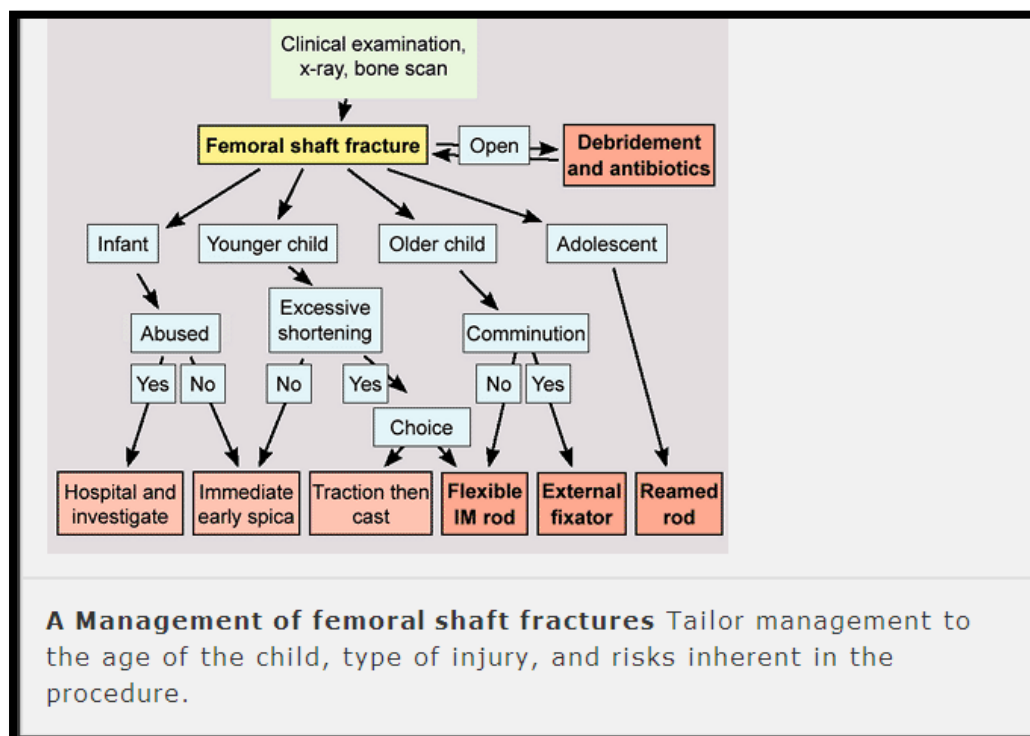 Clinical examination,
x-ray, bone scan
Femoral shaft fracture
Open
Debridement
and antibiotics
Infant
Younger child
Older child
Adolescent
Abused
Excessive
shortening
Comminution
Yes
No
No
Yes
No
Yes
Choice
Hospital and
investigate
Immediate
early spica
Traction then
cast
Flexible
IM rod
External
fixator
Reamed
rod
A Management of femoral shaft fractures Tailor management to
the age of the child, type of injury, and risks inherent in the
procedure.